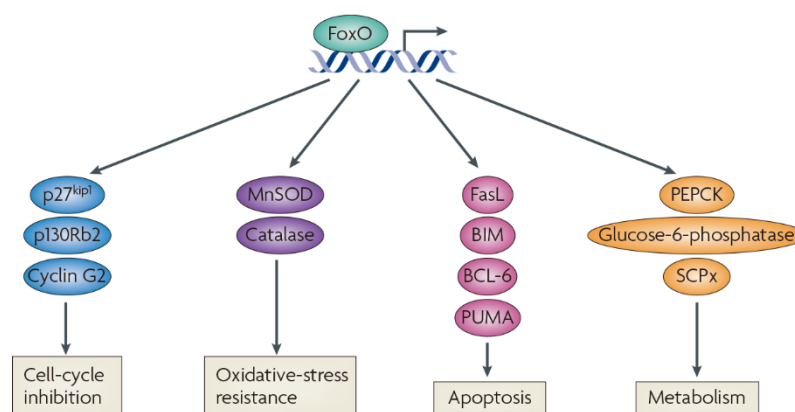 FoxO
p27kip1
MnSOD
FasL
PEPCK
p130Rb2
Catalase
BIM
Glucose-6-phosphatase
Cyclin G2
BCL-6
SCPx
PUMA
Cell-cycle
inhibition
Oxidative-stress
resistance
Apoptosis
Metabolism